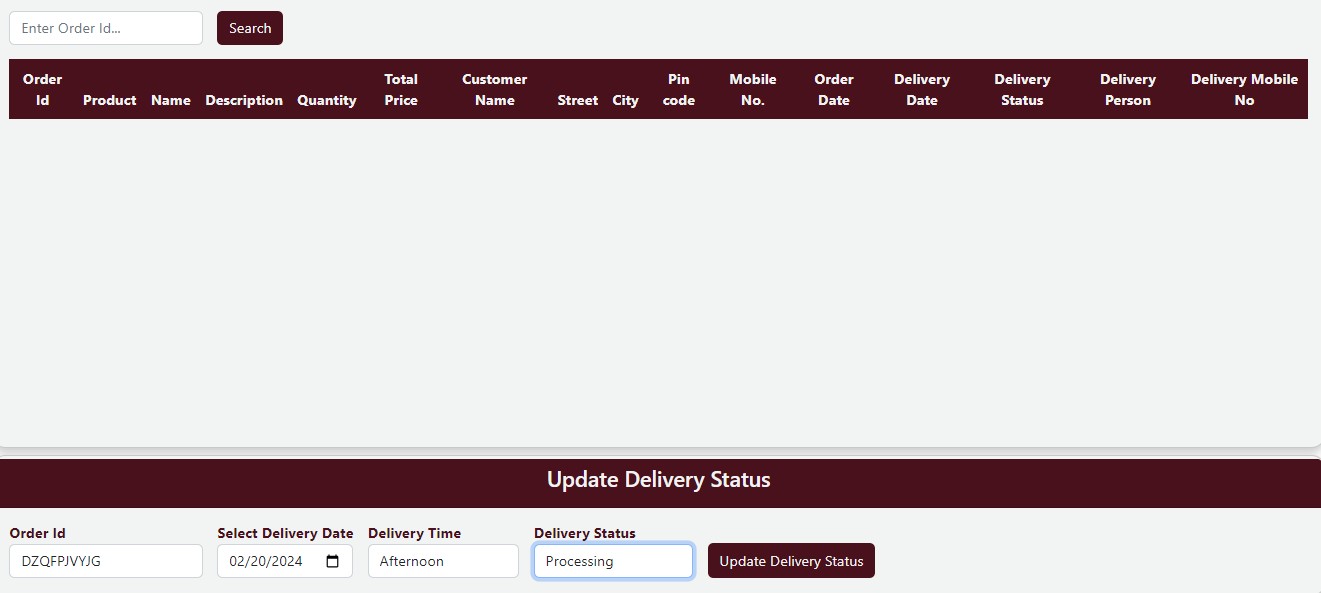 Enter Order Id...
Search
Order Id
Product
Name
Description
Quantity
Total Price
Customer Name
Street
City
Pin code
Mobile No.
Order Date
Delivery Date
Delivery Status
Delivery Person
Delivery Mobile No
Update Delivery Status
Order Id
Select Delivery Date
Delivery Time
Delivery Status
DZQFPJVYJG
02/20/2024
Afternoon
Processing
Update Delivery Status